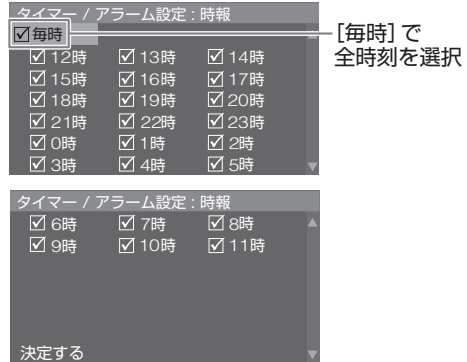 タイマー / アラーム設定 : 時報
毎時
[毎時] で
全時刻を選択
12時 13時 14時
15時 16時 17時
18時 19時 20時
21時 22時 23時
0時 1時 2時
3時 4時 5時
タイマー / アラーム設定 : 時報
6時 7時 8時
9時 10時 11時
決定する